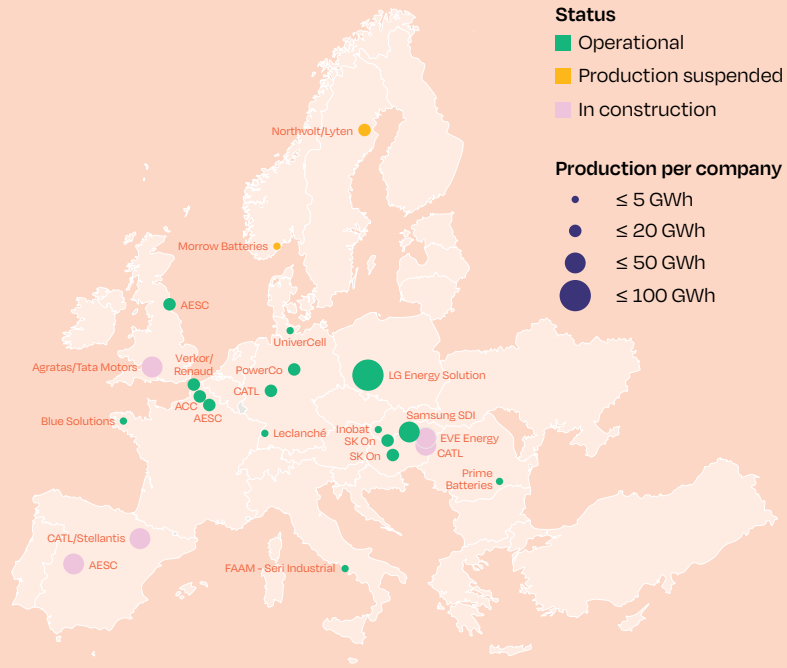 Status
Operational
Production suspended
In construction
Production per company
≤ 5 GWh
≤ 20 GWh
≤ 50 GWh
≤ 100 GWh
Northvolt/Lyten
Morrow Batteries
AESC
UniverCell
Agratas/Tata Motors
Verkor/
Renaud
PowerCo
LG Energy Solution
CATL
ACC
AESC
Samsung SDI
Blue Solutions
Leclanché
Inobat
SK On
EVE Energy
SK On
CATL
Prime
Batteries
CATL/Stellantis
AESC
FAAM - Seri Industrial